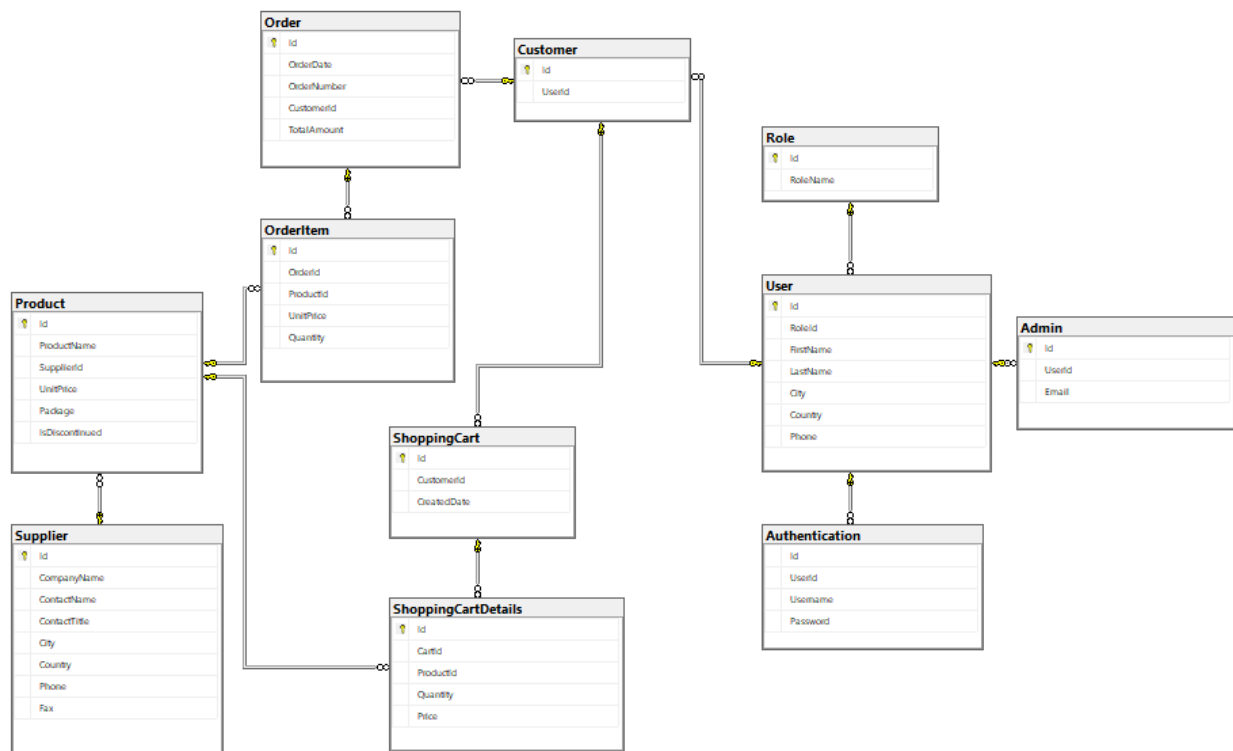 Order
Id
OrderDate
OrderNumber
CustomerId
TotalAmount
Customer
Id
UserId
Role
Id
RoleName
OrderItem
Id
OrderId
ProductId
UnitPrice
Quantity
Product
Id
ProductName
SupplierId
UnitPrice
Package
IsDiscontinued
User
Id
RoleId
FirstName
LastName
City
Country
Phone
Admin
Id
UserId
Email
ShoppingCart
Id
CustomerId
CreatedDate
Supplier
Id
CompanyName
ContactName
ContactTitle
City
Country
Phone
Fax
Authentication
Id
UserId
Username
Password
ShoppingCartDetails
Id
CartId
ProductId
Quantity
Price